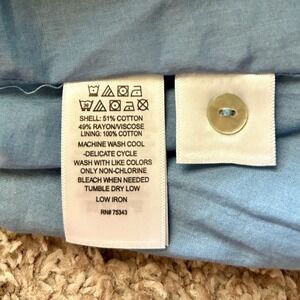 SHELL: 51% COTTON
49% RAYON/VISCOSE
LINING: 100% COTTON
MACHINE WASH COOL
-DELICATE CYCLE
WASH WITH LIKE COLORS
ONLY NON-CHLORINE
BLEACH WHEN NEEDED
TUMBLE DRY LOW
LOW IRON
RN# 75343